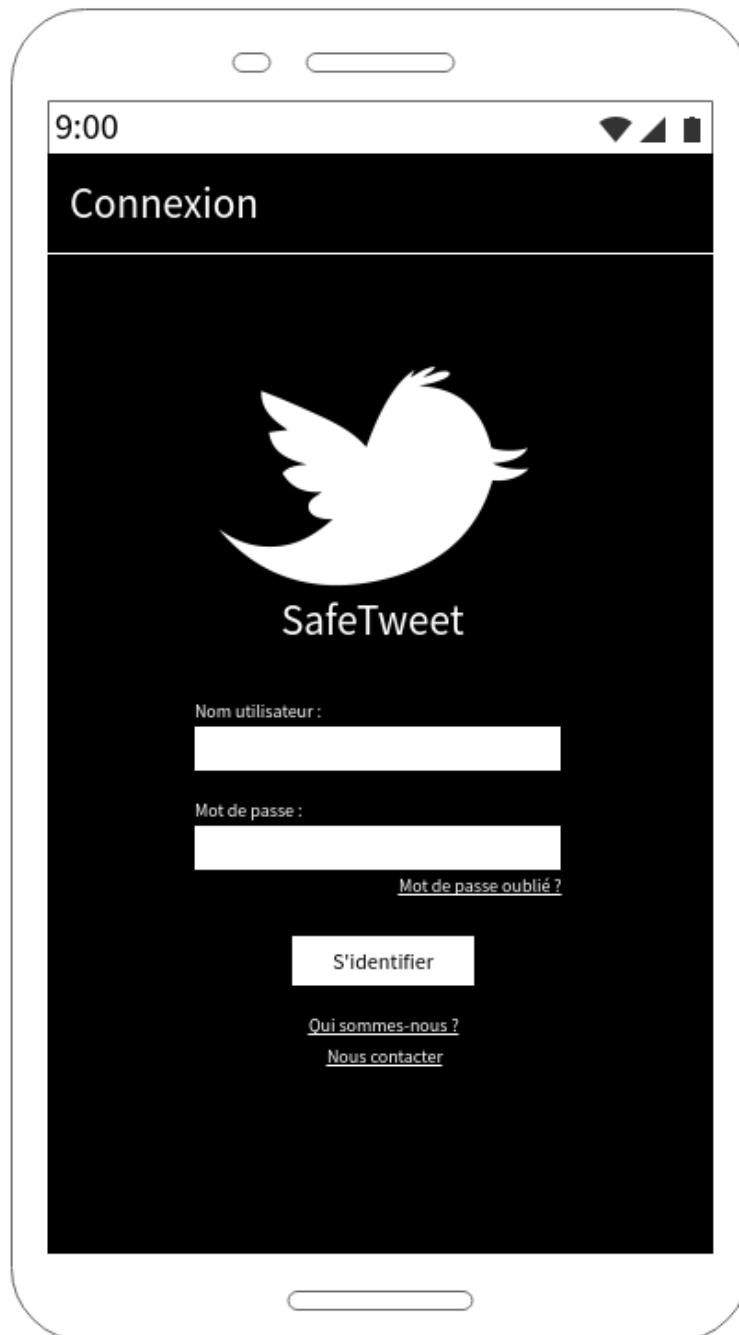 9:00
Connexion
SafeTweet
Nom utilisateur :
Mot de passe :
Mot de passe oublié ?
S'identifier
Qui sommes-nous ?
Nous contacter